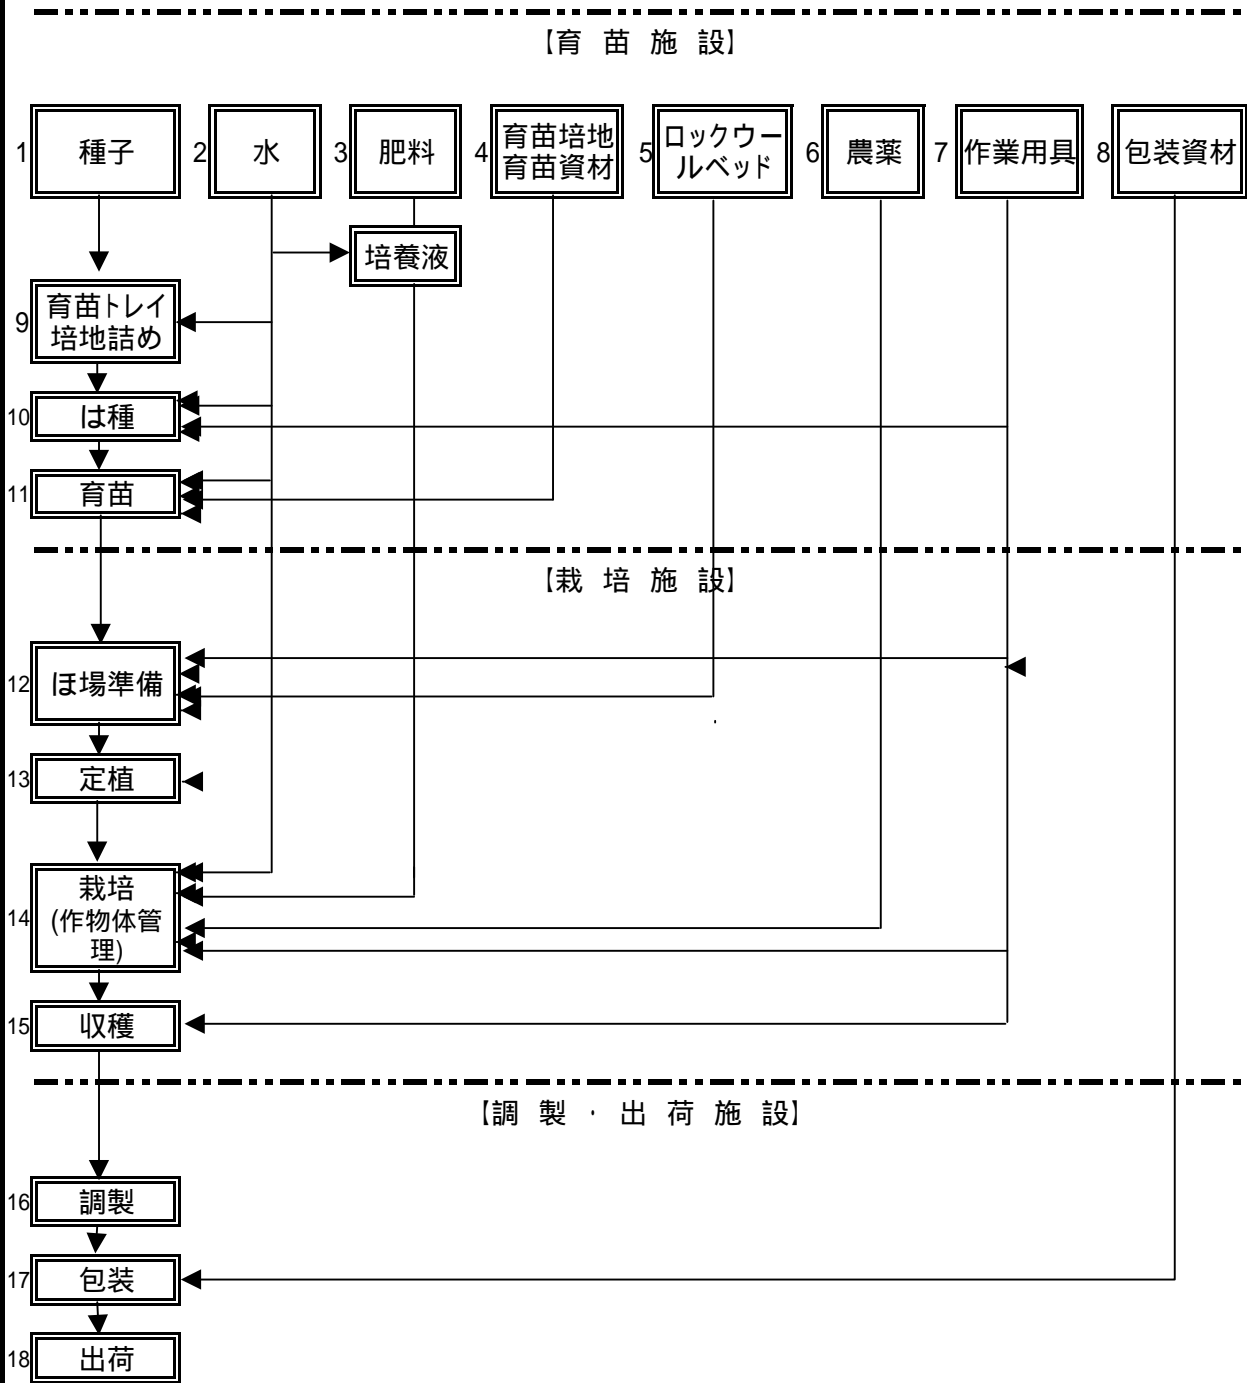 【育 苗 施 設】
1 種子
2 水
3 肥料
4 育苗培地
育苗資材
5 ロックウー
ルベッド
6 農薬
7 作業用具
8 包装資材
培養液
9 育苗トレイ
培地詰め
10 は種
11 育苗
【栽 培 施 設】
12 ほ場準備
13 定植
14 栽培
(作物体管
理)
15 収穫
【調 製 ・ 出 荷 施 設】
16 調製
17 包装
18 出荷